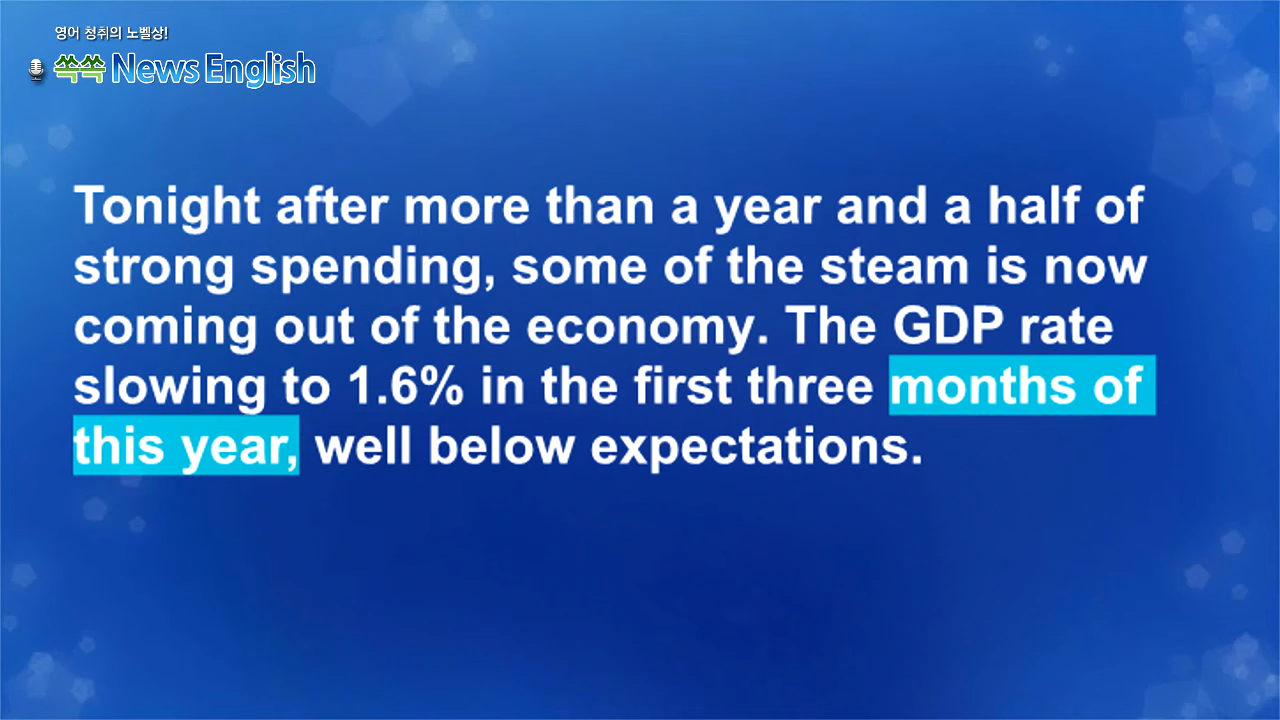 영어 청취의 노벨상!
쏙쏙 News English
Tonight after more than a year and a half of
strong spending, some of the steam is now
coming out of the economy. The GDP rate
slowing to 1.6% in the first three months of
this year, well below expectations.